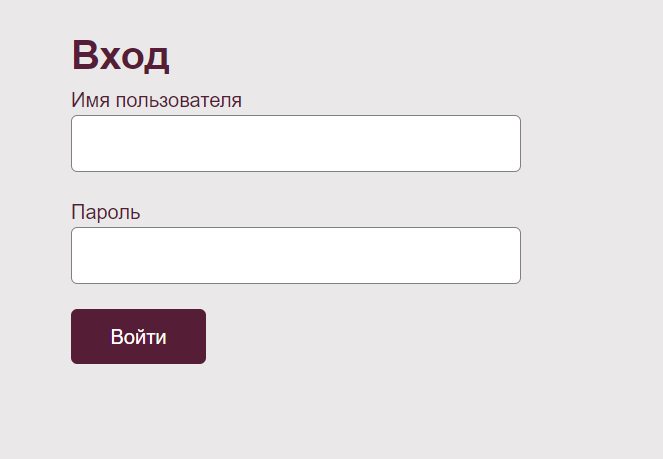 Вход
Имя пользователя
Пароль
Войти